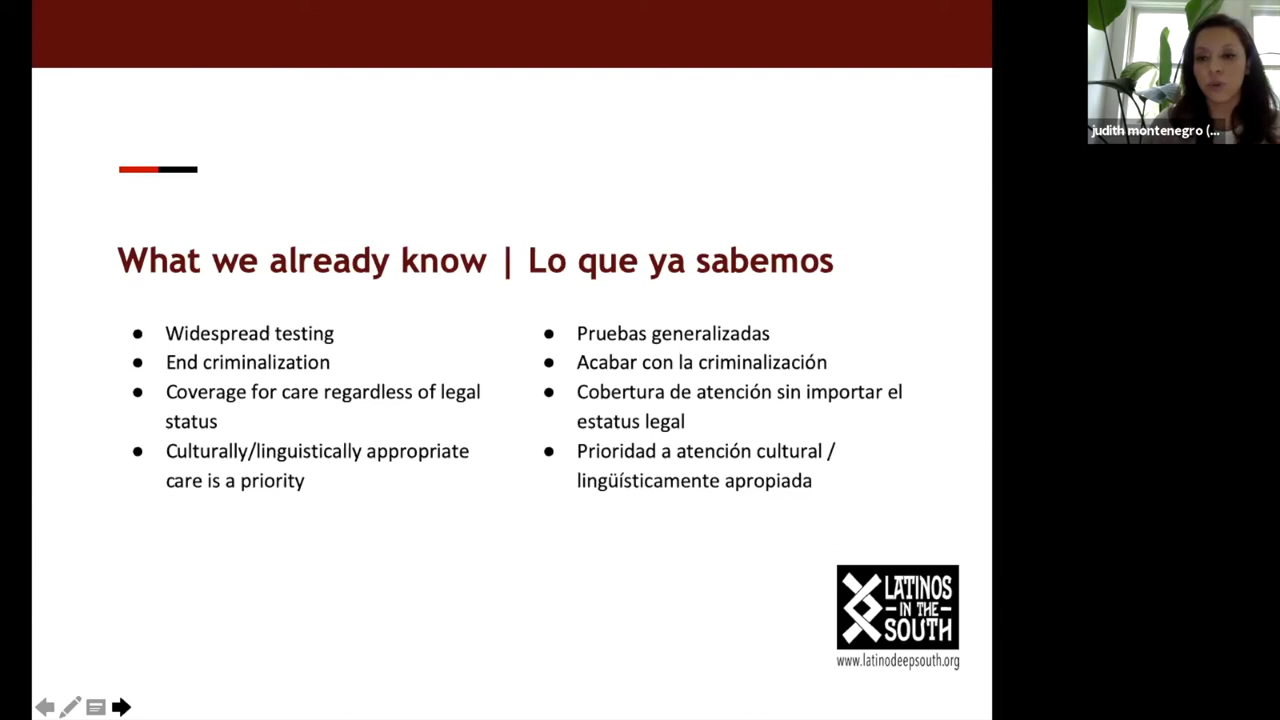 What we already know | Lo que ya sabemos
● Widespread testing
● End criminalization
● Coverage for care regardless of legal
status
● Culturally/linguistically appropriate
care is a priority
● Pruebas generalizadas
● Acabar con la criminalización
● Cobertura de atención sin importar el
estatus legal
● Prioridad a atención cultural /
lingüísticamente apropiada
LATINOS
IN THE
SOUTH
www.latinodeepsouth.org
judith montenegro (...